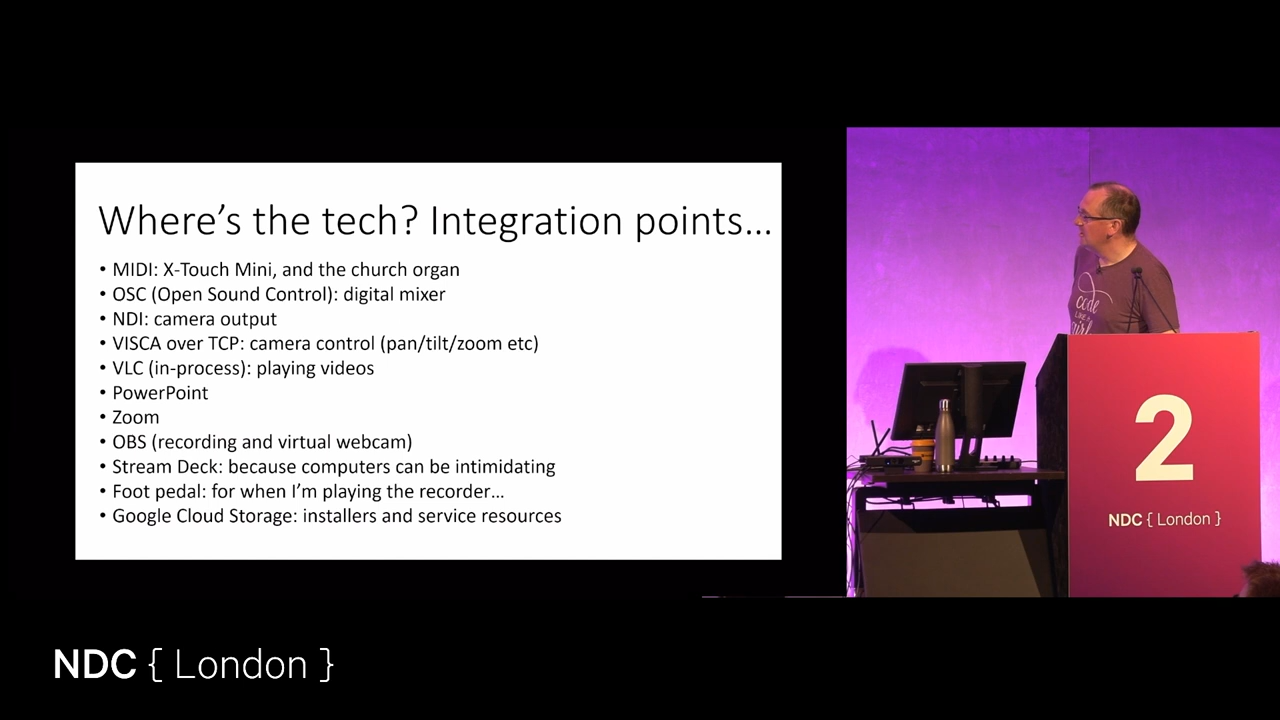 Where’s the tech? Integration points…
• MIDI: X-Touch Mini, and the church organ
• OSC (Open Sound Control): digital mixer
• NDI: camera output
• VISCA over TCP: camera control (pan/tilt/zoom etc)
• VLC (in-process): playing videos
• PowerPoint
• Zoom
• OBS (recording and virtual webcam)
• Stream Deck: because computers can be intimidating
• Foot pedal: for when I’m playing the recorder…
• Google Cloud Storage: installers and service resources
code
LIKE A
girl
2
NDC { London }
NDC { London }